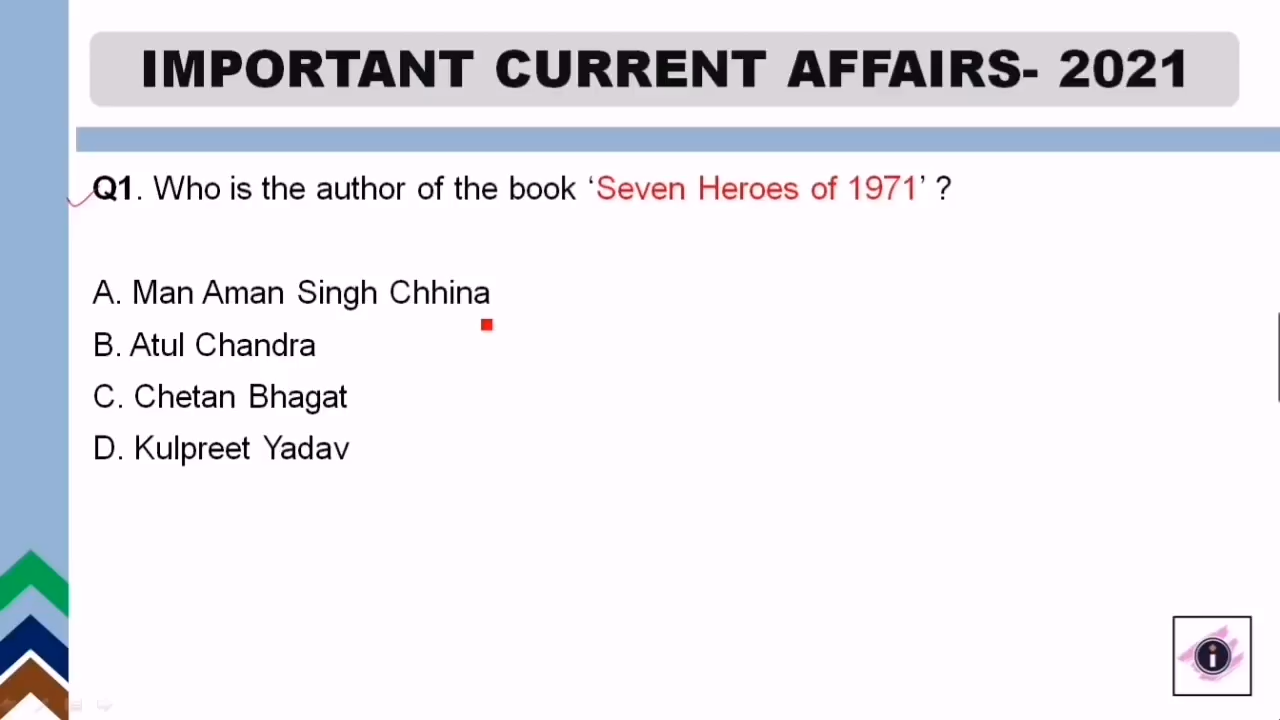 IMPORTANT CURRENT AFFAIRS- 2021
Q1. Who is the author of the book ‘Seven Heroes of 1971’ ?
A. Man Aman Singh Chhina
B. Atul Chandra
C. Chetan Bhagat
D. Kulpreet Yadav
i